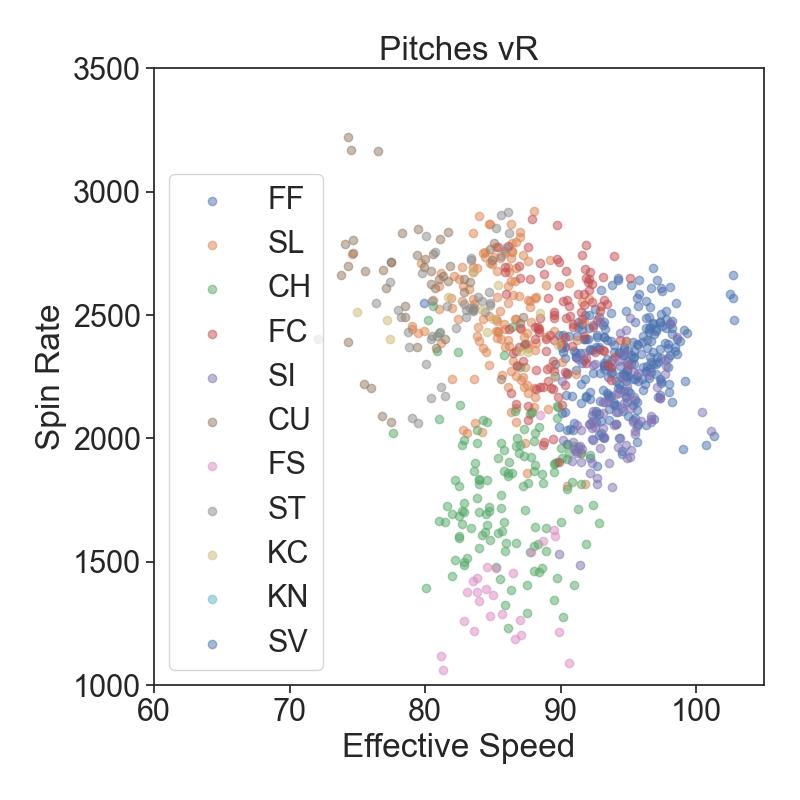 Pitches vR
3500
3000
2500
2000
1500
1000
Spin Rate
FF
SL
CH
FC
SI
CU
FS
ST
KC
KN
SV
60 70 80 90 100
Effective Speed